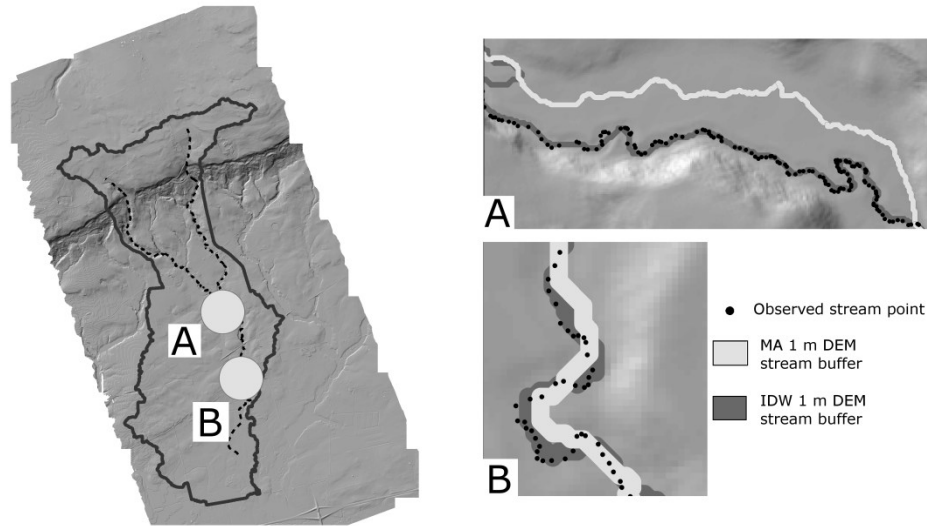 A
B
A
B
Observed stream point
MA 1 m DEM
stream buffer
IDW 1 m DEM
stream buffer